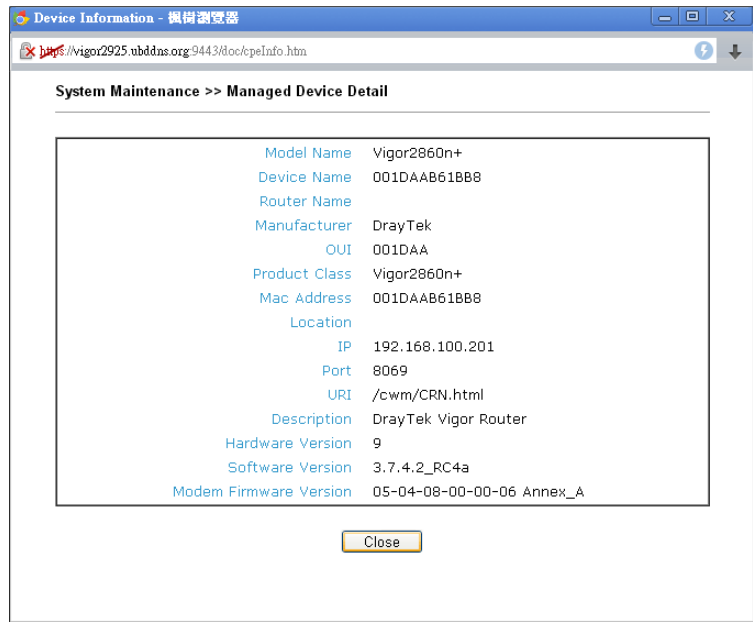 Device Information - 楓樹瀏覽器
https://vigor2925.ubddns.org:9443/doc/cpeInfo.htm
System Maintenance >> Managed Device Detail
Model Name Vigor2860n+
Device Name 001DAAB61BB8
Router Name
Manufacturer DrayTek
OUI 001DAA
Product Class Vigor2860n+
Mac Address 001DAAB61BB8
Location
IP 192.168.100.201
Port 8069
URI /cwm/CRN.html
Description DrayTek Vigor Router
Hardware Version 9
Software Version 3.7.4.2_RC4a
Modem Firmware Version 05-04-08-00-00-06 Annex_A
Close